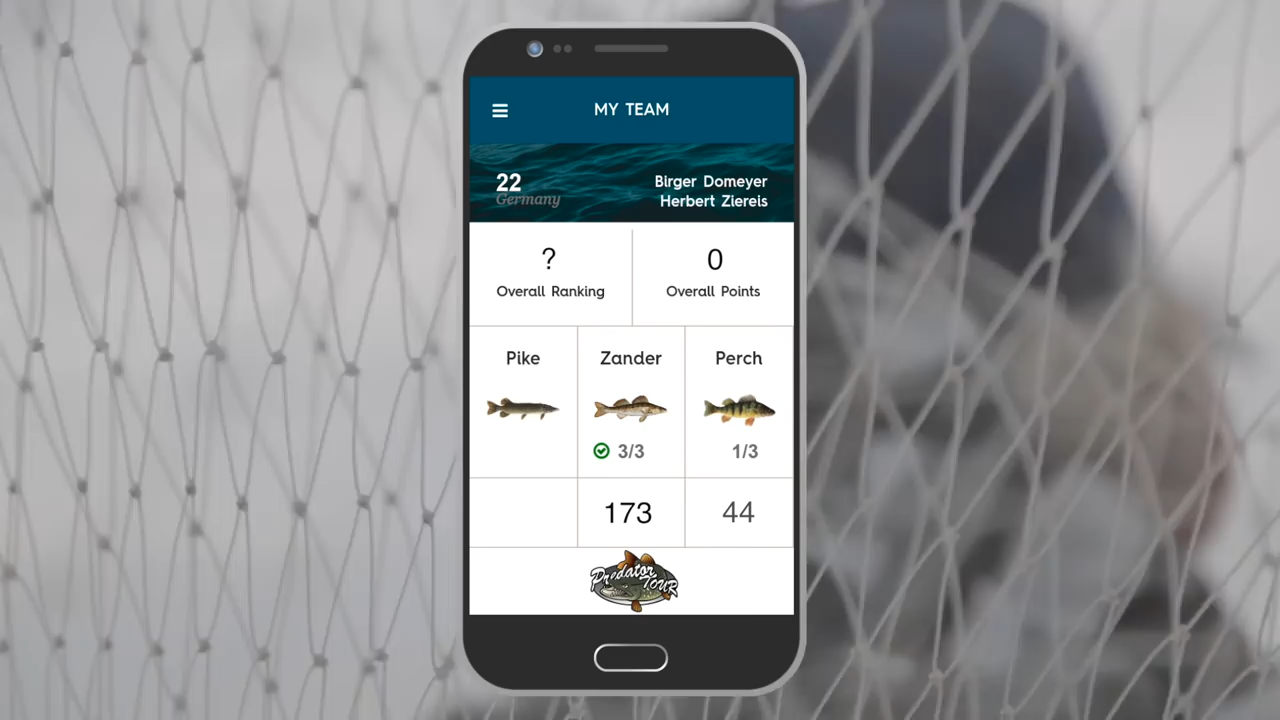 MY TEAM
22
Germany
Birger Domeyer
Herbert Ziereis
?
Overall Ranking
0
Overall Points
Pike
Zander
Perch
3/3
1/3
173
44
Predator
TOUR